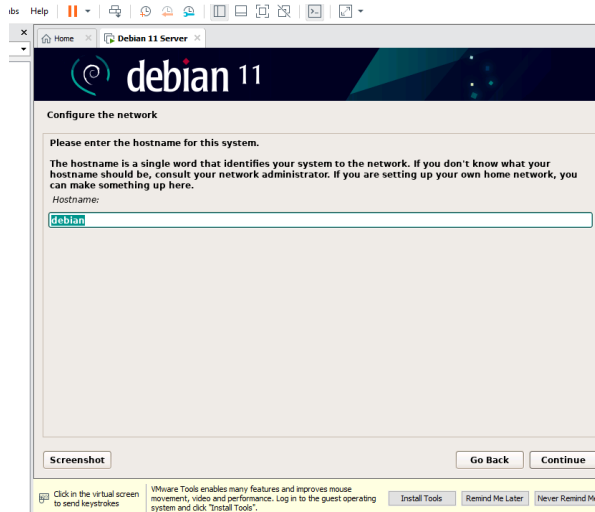 Help
Home
Debian 11 Server
debian 11
Configure the network
Please enter the hostname for this system.
The hostname is a single word that identifies your system to the network. If you don't know what your
hostname should be, consult your network administrator. If you are setting up your own home network, you
can make something up here.
Hostname:
debian
Screenshot
Go Back
Continue
Click in the virtual screen
to send keystrokes
VMware Tools enables many features and improves mouse
movement, video and performance. Log in to the guest operating
system and click "Install Tools".
Install Tools
Remind Me Later
Never Remind